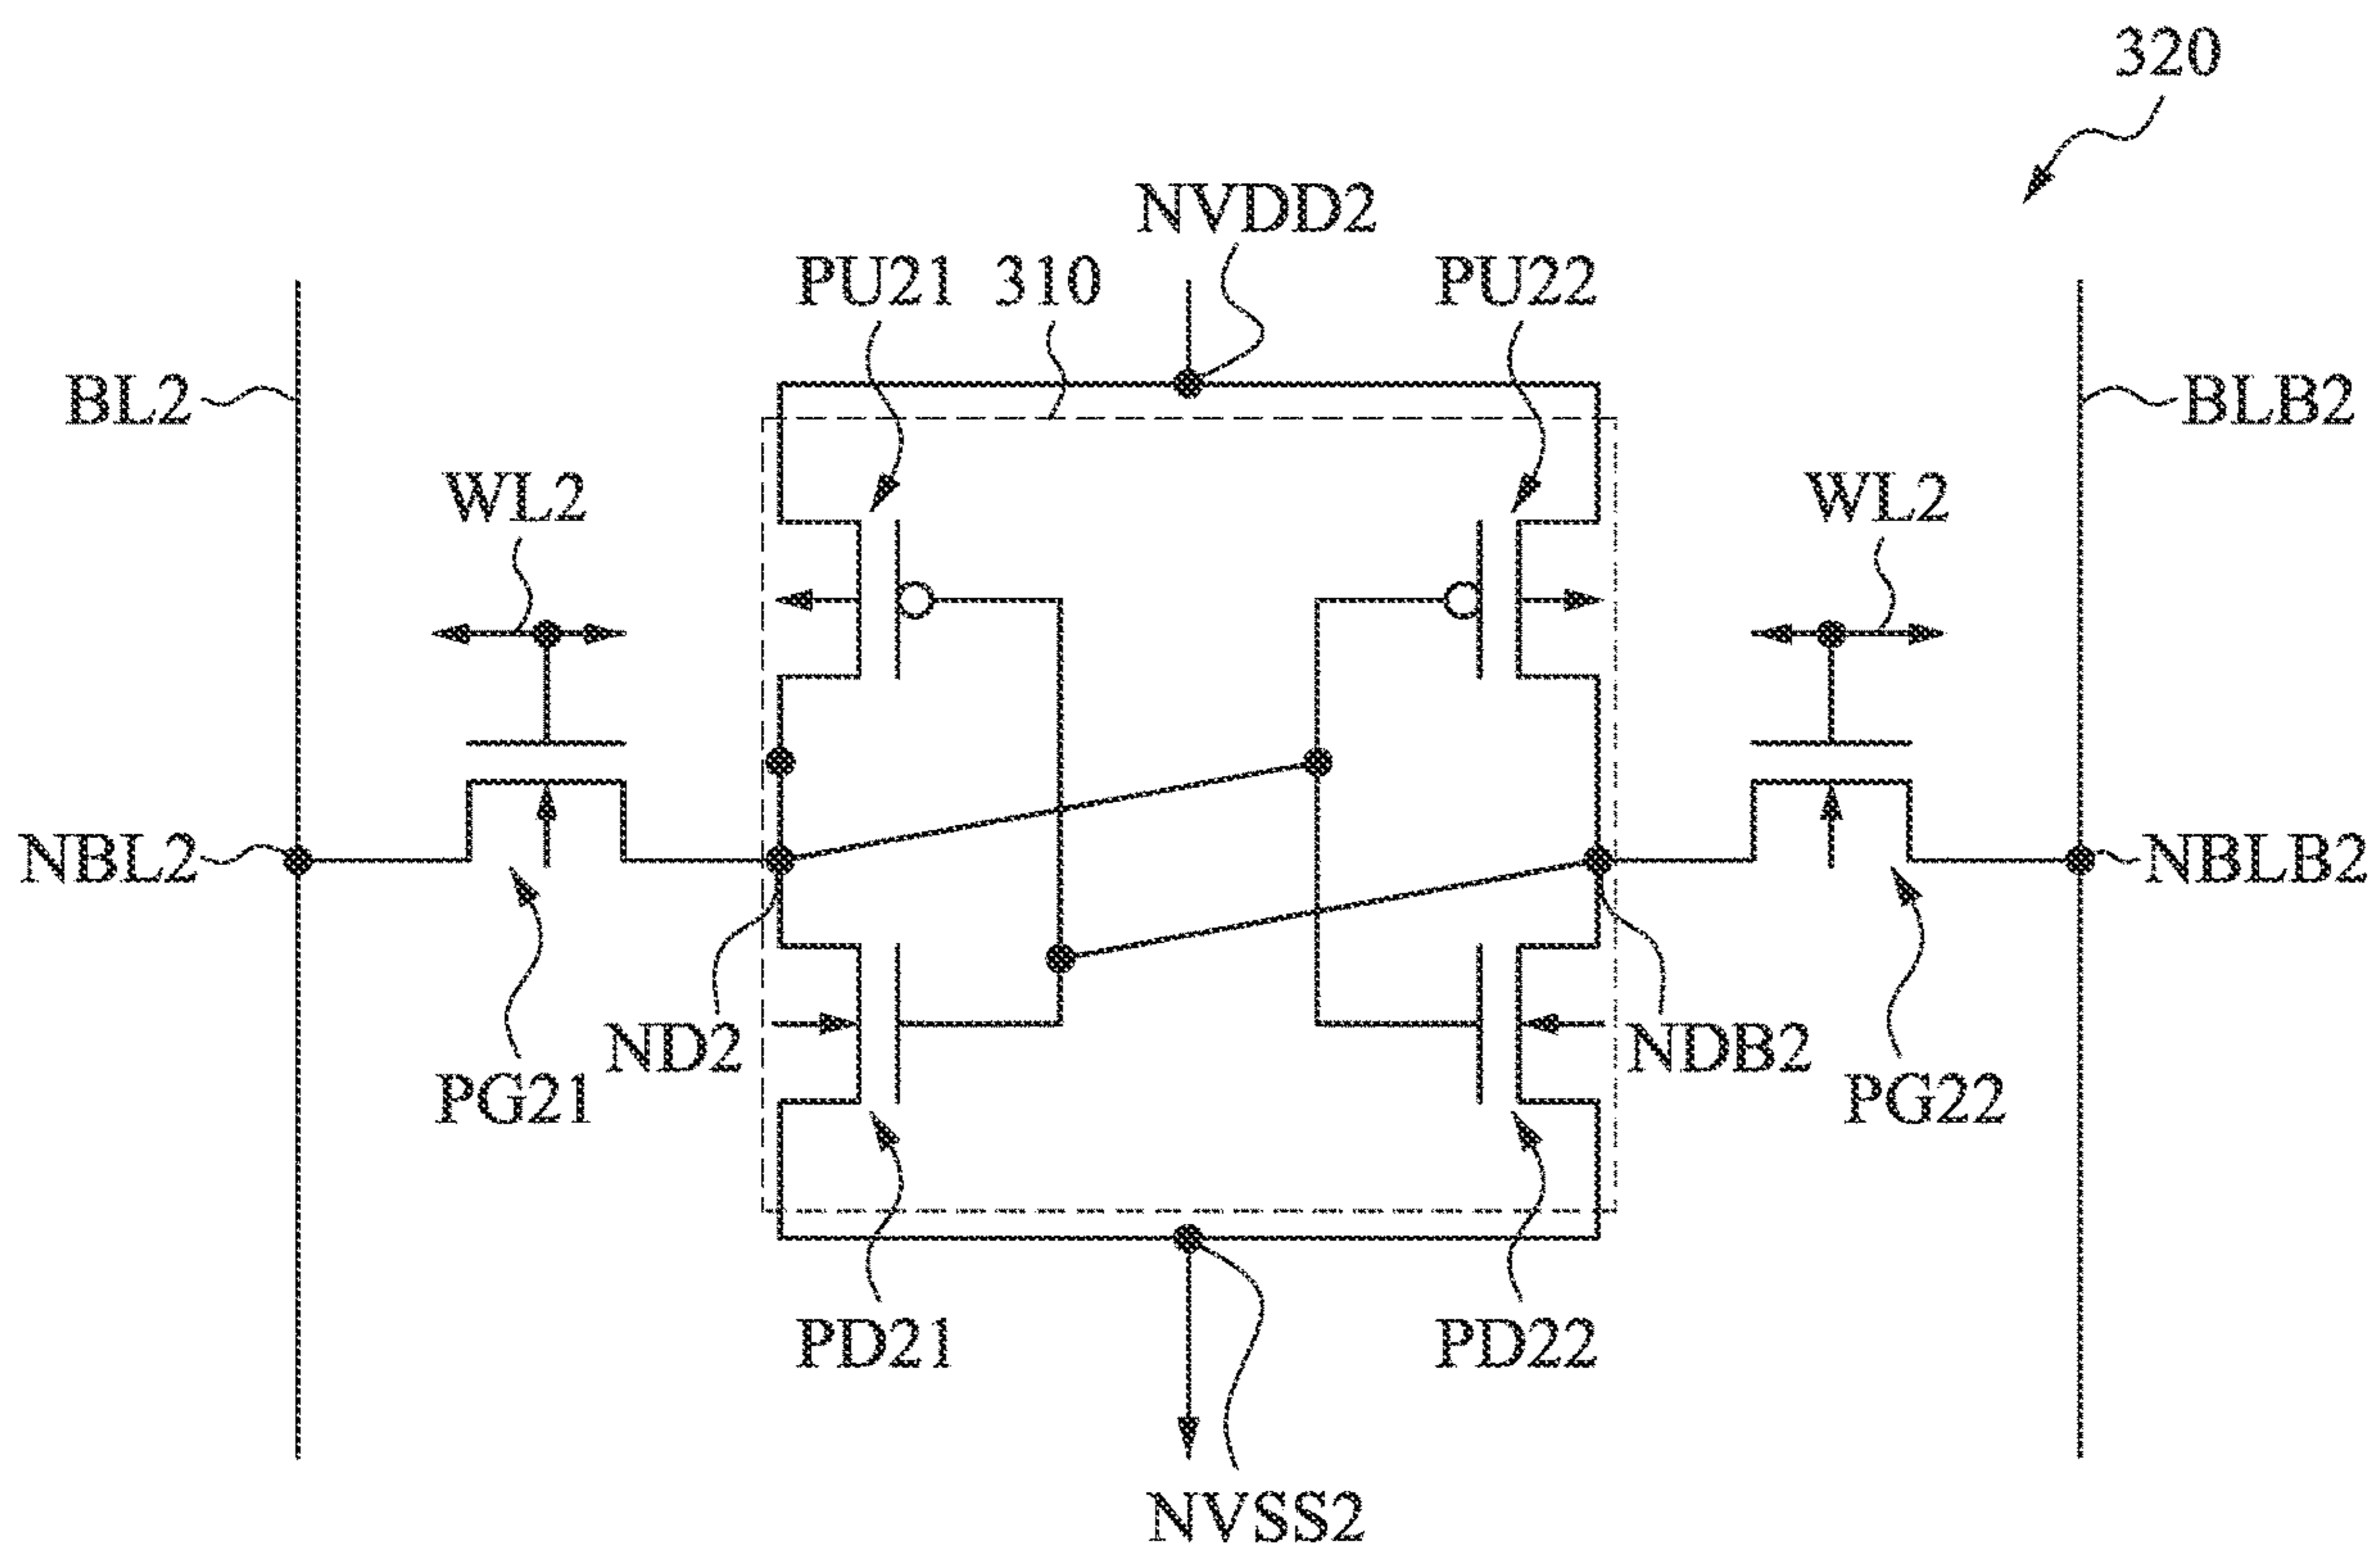 320
NVDD2
PU21 310 PU22
BL2 BLB2
WL2 WL2
NBL2 NBLB2
ND2 NDB2
PG21 PG22
PD21 PD22
NVSS2